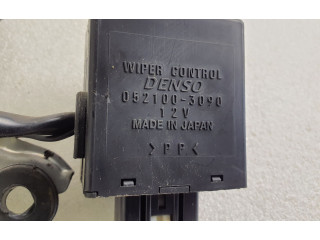 WIPER CONTROL
DENSO
052100-3090
12V
MADE IN JAPAN
>PP<